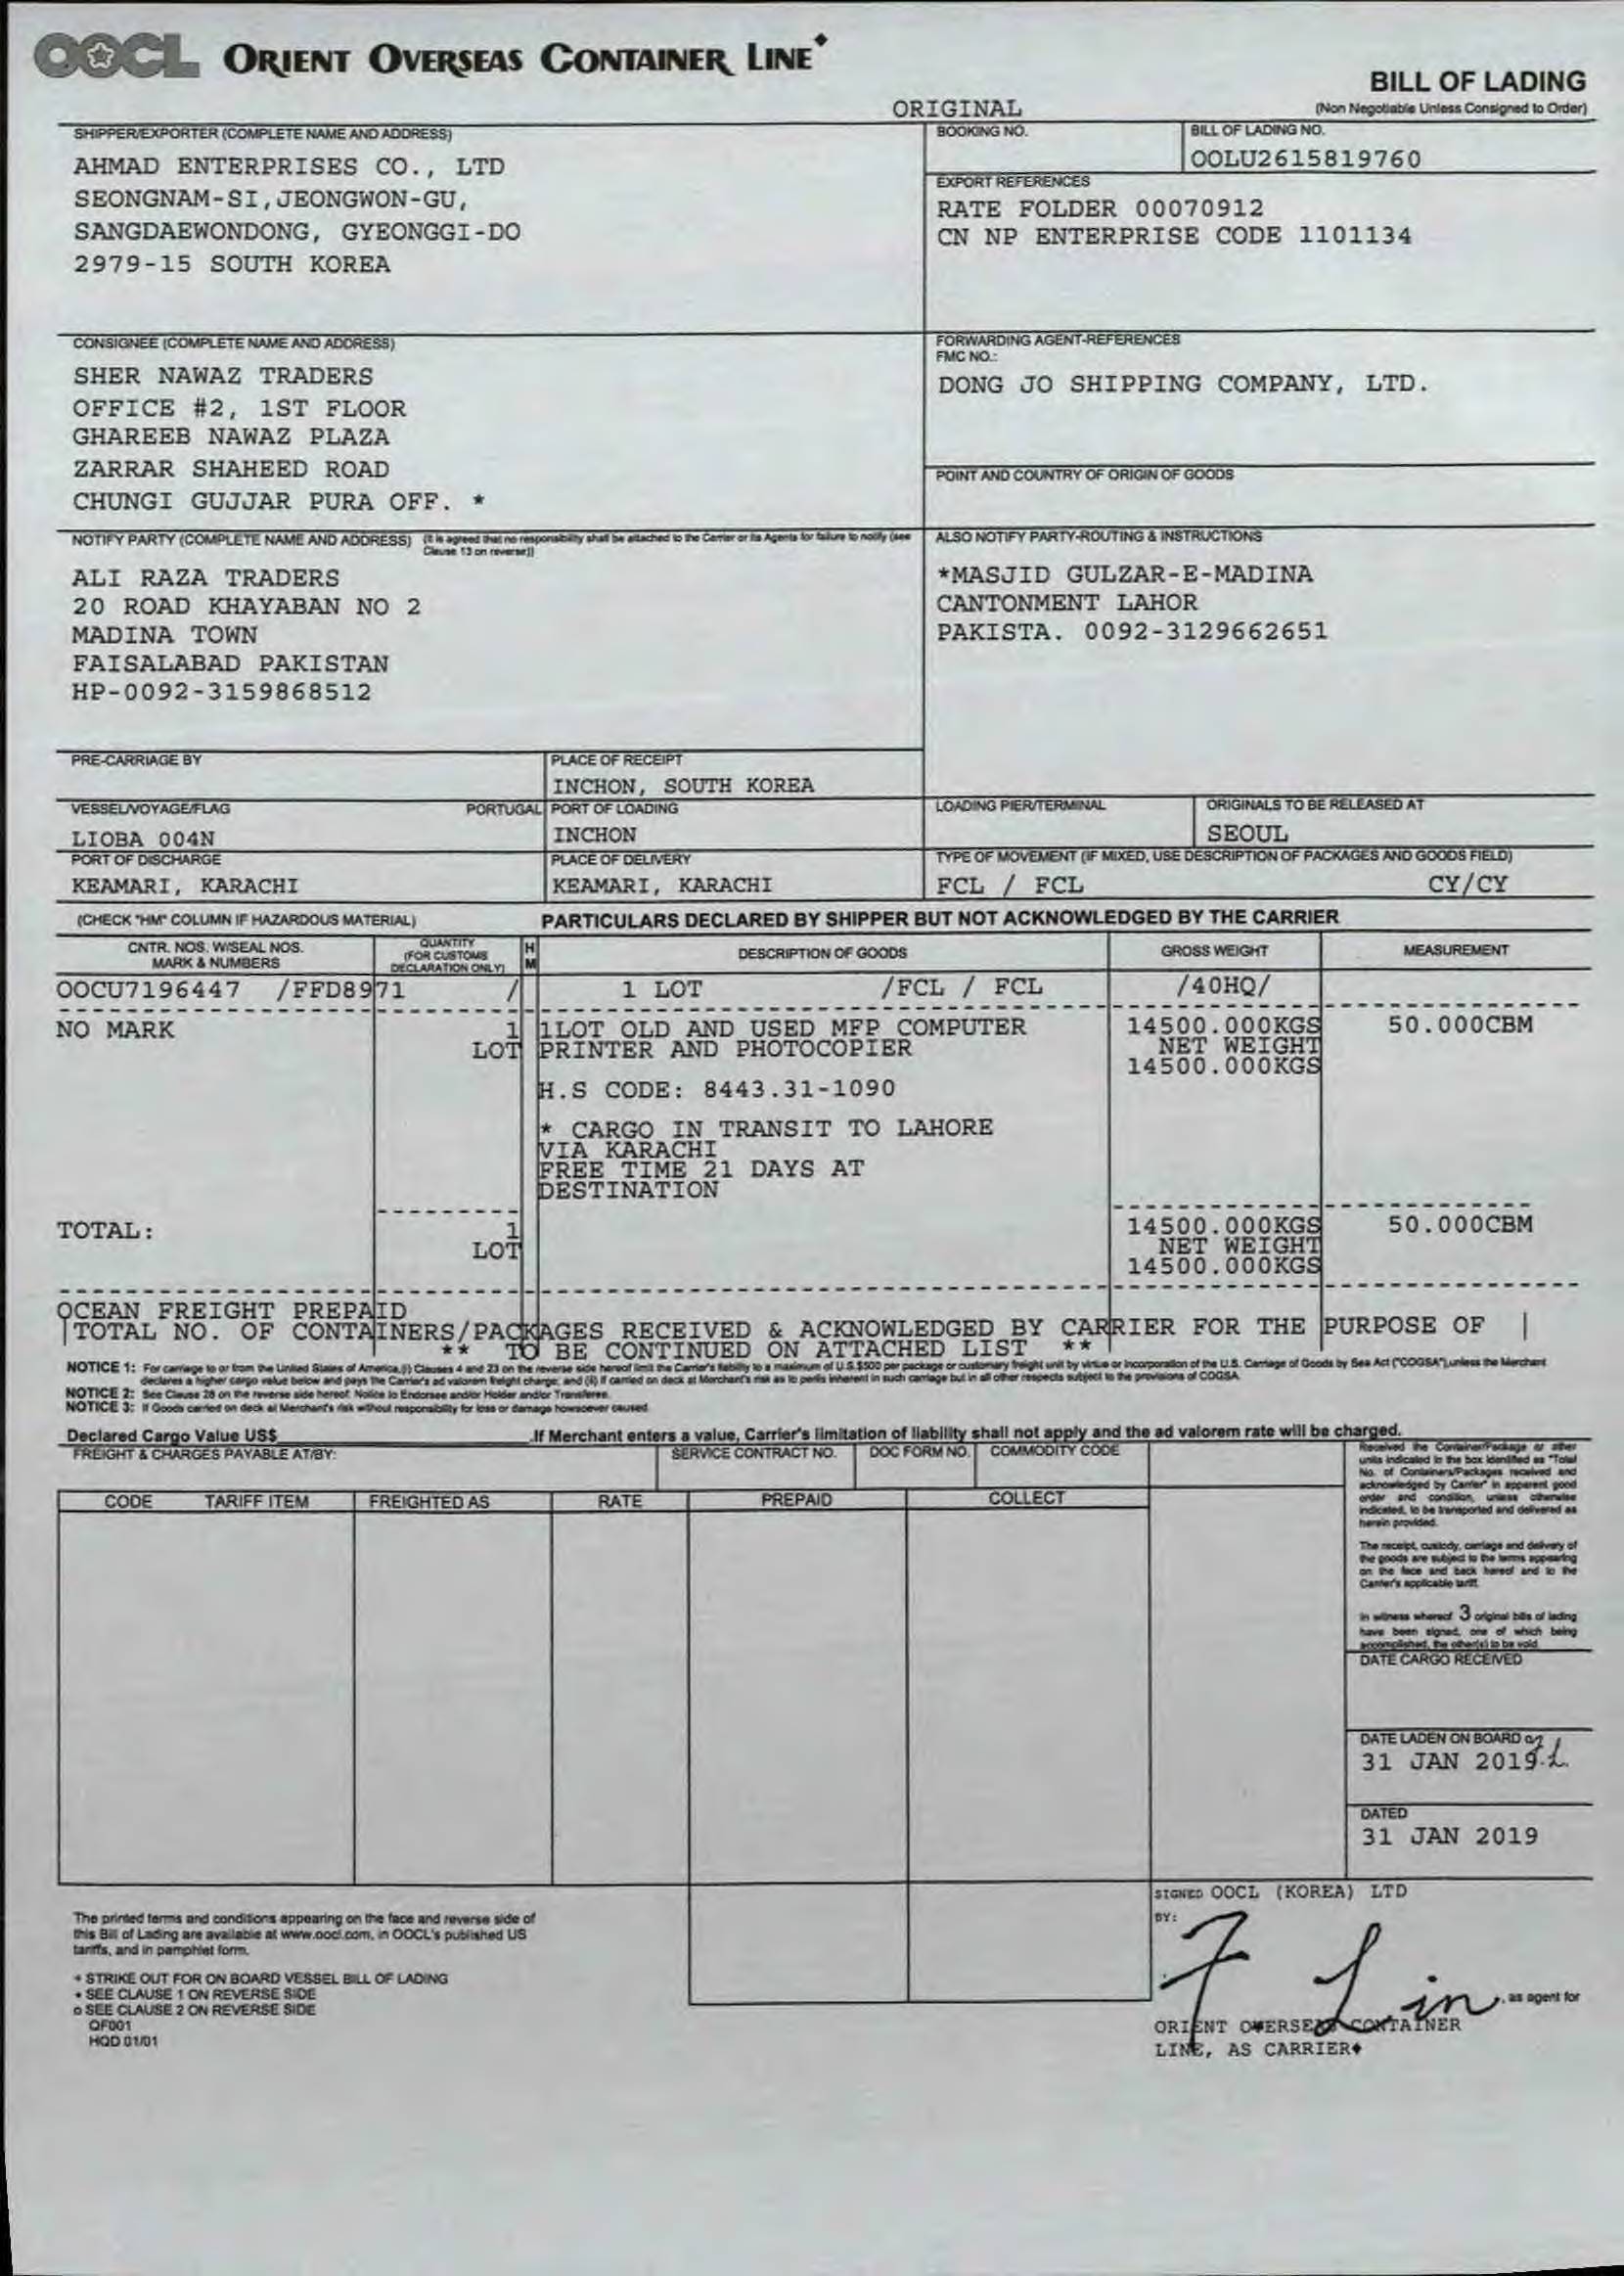 OOCL ORIENT OVERSEAS CONTAINER LINE♦
BILL OF LADING
ORIGINAL
(Non Negotiable Unless Consigned to Order)
SHIPPER/EXPORTER (COMPLETE NAME AND ADDRESS)
AHMAD ENTERPRISES CO., LTD
SEONGNAM-SI,JEONGWON-GU,
SANGDAEWONDONG, GYEONGGI-DO
2979-15 SOUTH KOREA
BOOKING NO.
BILL OF LADING NO.
OOLU2615819760
EXPORT REFERENCES
RATE FOLDER 00070912
CN NP ENTERPRISE CODE 1101134
CONSIGNEE (COMPLETE NAME AND ADDRESS)
SHER NAWAZ TRADERS
OFFICE #2, 1ST FLOOR
GHAREEB NAWAZ PLAZA
ZARRAR SHAHEED ROAD
CHUNGI GUJJAR PURA OFF. *
FORWARDING AGENT-REFERENCES
FMC NO.:
DONG JO SHIPPING COMPANY, LTD.
POINT AND COUNTRY OF ORIGIN OF GOODS
NOTIFY PARTY (COMPLETE NAME AND ADDRESS) (It is agreed that no responsibility shall be attached to the Carrier or its Agents for failure to notify (see
Clause 13 on reverse))
ALI RAZA TRADERS
20 ROAD KHAYABAN NO 2
MADINA TOWN
FAISALABAD PAKISTAN
HP-0092-3159868512
ALSO NOTIFY PARTY-ROUTING & INSTRUCTIONS
*MASJID GULZAR-E-MADINA
CANTONMENT LAHOR
PAKISTA. 0092-3129662651
PRE-CARRIAGE BY
PLACE OF RECEIPT
INCHON, SOUTH KOREA
VESSEL/VOYAGE/FLAG PORTUGAL
LIOBA 004N
PORT OF LOADING
INCHON
LOADING PIER/TERMINAL
ORIGINALS TO BE RELEASED AT
SEOUL
PORT OF DISCHARGE
KEAMARI, KARACHI
PLACE OF DELIVERY
KEAMARI, KARACHI
TYPE OF MOVEMENT (IF MIXED, USE DESCRIPTION OF PACKAGES AND GOODS FIELD)
FCL / FCL CY/CY
(CHECK "HM" COLUMN IF HAZARDOUS MATERIAL) PARTICULARS DECLARED BY SHIPPER BUT NOT ACKNOWLEDGED BY THE CARRIER
CNTR. NOS. W/SEAL NOS.
MARK & NUMBERS
QUANTITY
(FOR CUSTOMS
DECLARATION ONLY)
H
M
DESCRIPTION OF GOODS
GROSS WEIGHT
MEASUREMENT
OOCU7196447 /FFD8971 / 1 LOT /FCL / FCL /40HQ/
NO MARK 1 1LOT OLD AND USED MFP COMPUTER 14500.000KGS 50.000CBM
LOT PRINTER AND PHOTOCOPIER NET WEIGHT
14500.000KGS
H.S CODE: 8443.31-1090
* CARGO IN TRANSIT TO LAHORE
VIA KARACHI
FREE TIME 21 DAYS AT
DESTINATION
TOTAL: 1 14500.000KGS 50.000CBM
LOT NET WEIGHT
14500.000KGS
OCEAN FREIGHT PREPAID
TOTAL NO. OF CONTAINERS/PACKAGES RECEIVED & ACKNOWLEDGED BY CARRIER FOR THE PURPOSE OF
** TO BE CONTINUED ON ATTACHED LIST **
NOTICE 1: For carriage to or from the United States of America,(i) Clauses 4 and 23 on the reverse side hereof limit the Carrier's liability to a maximum of U.S.$500 per package or customary freight unit by virtue or incorporation of the U.S. Carriage of Goods by Sea Act ("COGSA"),unless the Merchant
declares a higher cargo value below and pays the Carrier's ad valorem freight charge; and (ii) if carried on deck at Merchant's risk as to perils inherent in such carriage but in all other respects subject to the provisions of COGSA.
NOTICE 2: See Clause 28 on the reverse side hereof: Notice to Endorsee and/or Holder and/or Transferee.
NOTICE 3: If Goods carried on deck at Merchant's risk without responsibility for loss or damage howsoever caused.
Declared Cargo Value US$ .If Merchant enters a value, Carrier's limitation of liability shall not apply and the ad valorem rate will be charged.
FREIGHT & CHARGES PAYABLE AT/BY:
SERVICE CONTRACT NO.
DOC FORM NO.
COMMODITY CODE
CODE TARIFF ITEM FREIGHTED AS RATE PREPAID COLLECT
Received the Container/Package or other
units indicated in the box identified as "Total
No. of Containers/Packages received and
acknowledged by Carrier" in apparent good
order and condition, unless otherwise
indicated, to be transported and delivered as
herein provided.
The receipt, custody, carriage and delivery of
the goods are subject to the terms appearing
on the face and back hereof and to the
Carrier's applicable tariff.
In witness whereof 3 original bills of lading
have been signed, one of which being
accomplished, the other(s) to be void.
DATE CARGO RECEIVED
DATE LADEN ON BOARD
31 JAN 2019
DATED
31 JAN 2019
SIGNED OOCL (KOREA) LTD
BY:
F Lin
, as agent for
ORIENT OVERSEAS CONTAINER
LINE, AS CARRIER♦
The printed terms and conditions appearing on the face and reverse side of
this Bill of Lading are available at www.oocl.com, in OOCL's published US
tariffs, and in pamphlet form.
+ STRIKE OUT FOR ON BOARD VESSEL BILL OF LADING
♦ SEE CLAUSE 1 ON REVERSE SIDE
o SEE CLAUSE 2 ON REVERSE SIDE
QF001
HQD 01/01